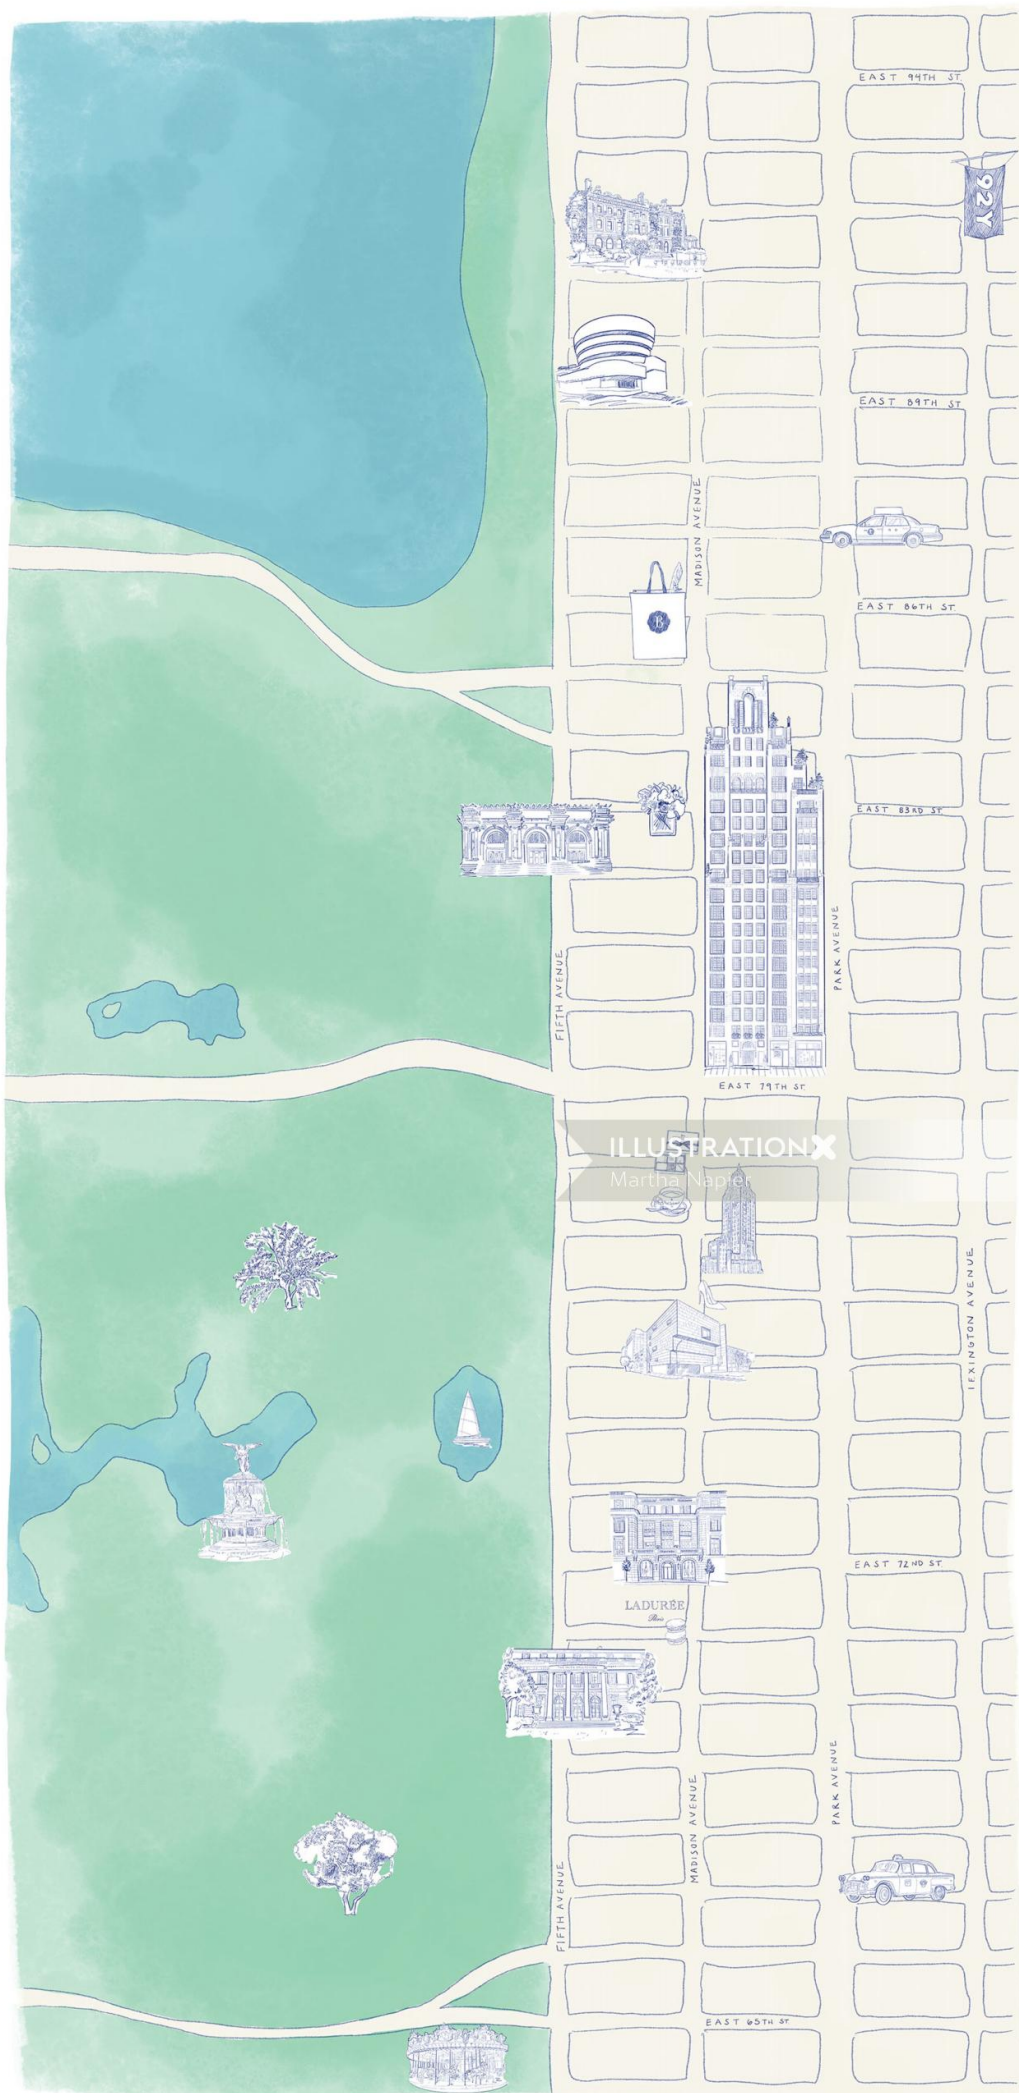 EAST 94TH ST.
92Y
EAST 89TH ST
MADISON AVENUE
EAST 86TH ST.
B
EAST 83RD ST.
PARK AVENUE
FIFTH AVENUE
EAST 79TH ST.
ILLUSTRATIONX
Martha Napier
LEXINGTON AVENUE
EAST 72ND ST.
LADURÉE
Paris
PARK AVENUE
MADISON AVENUE
FIFTH AVENUE
EAST 65TH ST.